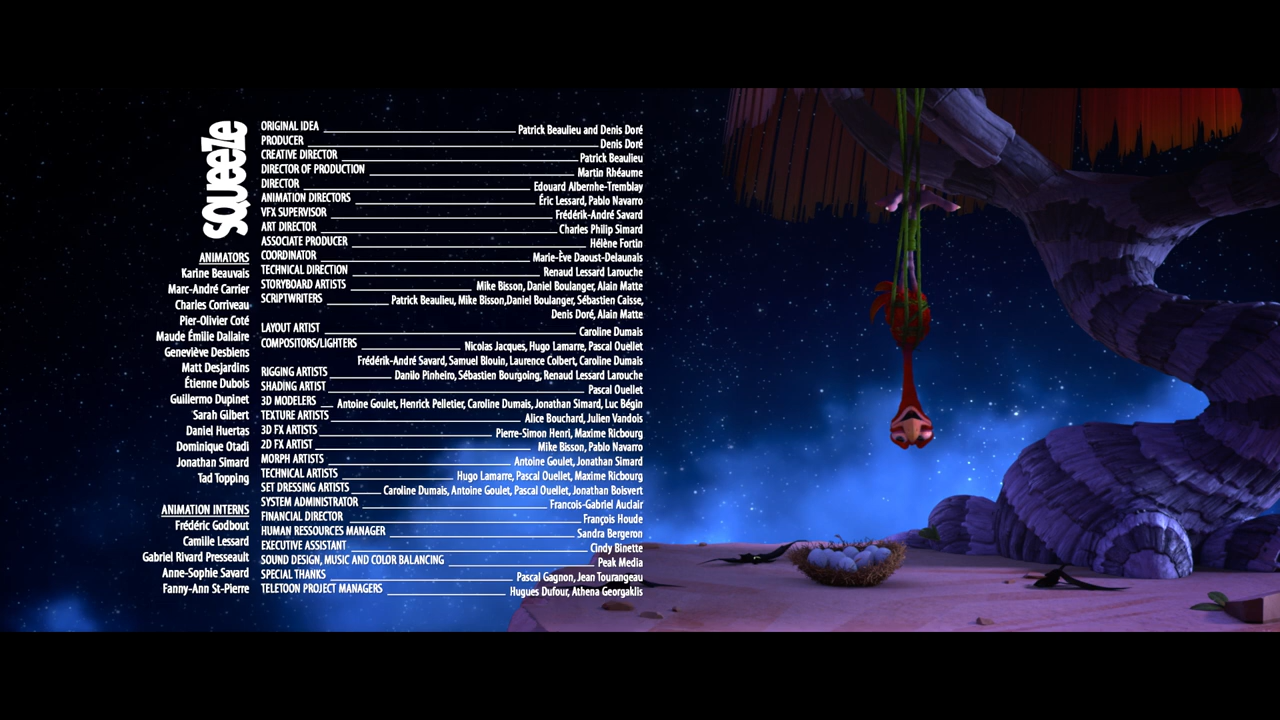 squeeze
ANIMATORS
Karine Beauvais
Marc-André Carrier
Charles Corriveau
Pier-Olivier Coté
Maude Émilie Dallaire
Geneviève Desbiens
Matt Desjardins
Étienne Dubois
Guillermo Dupinet
Sarah Gilbert
Daniel Huertas
Dominique Otadi
Jonathan Simard
Tad Topping
ANIMATION INTERNS
Frédéric Godbout
Camille Lessard
Gabriel Rivard Presseault
Anne-Sophie Savard
Fanny-Ann St-Pierre
ORIGINAL IDEA Patrick Beaulieu and Denis Doré
PRODUCER Denis Doré
CREATIVE DIRECTOR Patrick Beaulieu
DIRECTOR OF PRODUCTION Martin Rhéaume
DIRECTOR Edouard Albernhe-Tremblay
ANIMATION DIRECTORS Éric Lessard, Pablo Navarro
VFX SUPERVISOR Frédérik-André Savard
ART DIRECTOR Charles Philip Simard
ASSOCIATE PRODUCER Hélène Fortin
COORDINATOR Marie-Ève Daoust-Delaunais
TECHNICAL DIRECTION Renaud Lessard Larouche
STORYBOARD ARTISTS Mike Bisson, Daniel Boulanger, Alain Matte
SCRIPTWRITERS Patrick Beaulieu, Mike Bisson,Daniel Boulanger, Sébastien Caisse,
Denis Doré, Alain Matte
LAYOUT ARTIST Caroline Dumais
COMPOSITORS/LIGHTERS Nicolas Jacques, Hugo Lamarre, Pascal Ouellet
Frédérik-André Savard, Samuel Blouin, Laurence Colbert, Caroline Dumais
RIGGING ARTISTS Danilo Pinheiro, Sébastien Bourgoing, Renaud Lessard Larouche
SHADING ARTIST Pascal Ouellet
3D MODELERS Antoine Goulet, Henrick Pelletier, Caroline Dumais, Jonathan Simard, Luc Bégin
TEXTURE ARTISTS Alice Bouchard, Julien Vandois
3D FX ARTISTS Pierre-Simon Henri, Maxime Ricbourg
2D FX ARTIST Mike Bisson, Pablo Navarro
MORPH ARTISTS Antoine Goulet, Jonathan Simard
TECHNICAL ARTISTS Hugo Lamarre, Pascal Ouellet, Maxime Ricbourg
SET DRESSING ARTISTS Caroline Dumais, Antoine Goulet, Pascal Ouellet, Jonathan Boisvert
SYSTEM ADMINISTRATOR Francois-Gabriel Auclair
FINANCIAL DIRECTOR François Houde
HUMAN RESSOURCES MANAGER Sandra Bergeron
EXECUTIVE ASSISTANT Cindy Binette
SOUND DESIGN, MUSIC AND COLOR BALANCING Peak Media
SPECIAL THANKS Pascal Gagnon, Jean Tourangeau
TELETOON PROJECT MANAGERS Hugues Dufour, Athena Georgaklis